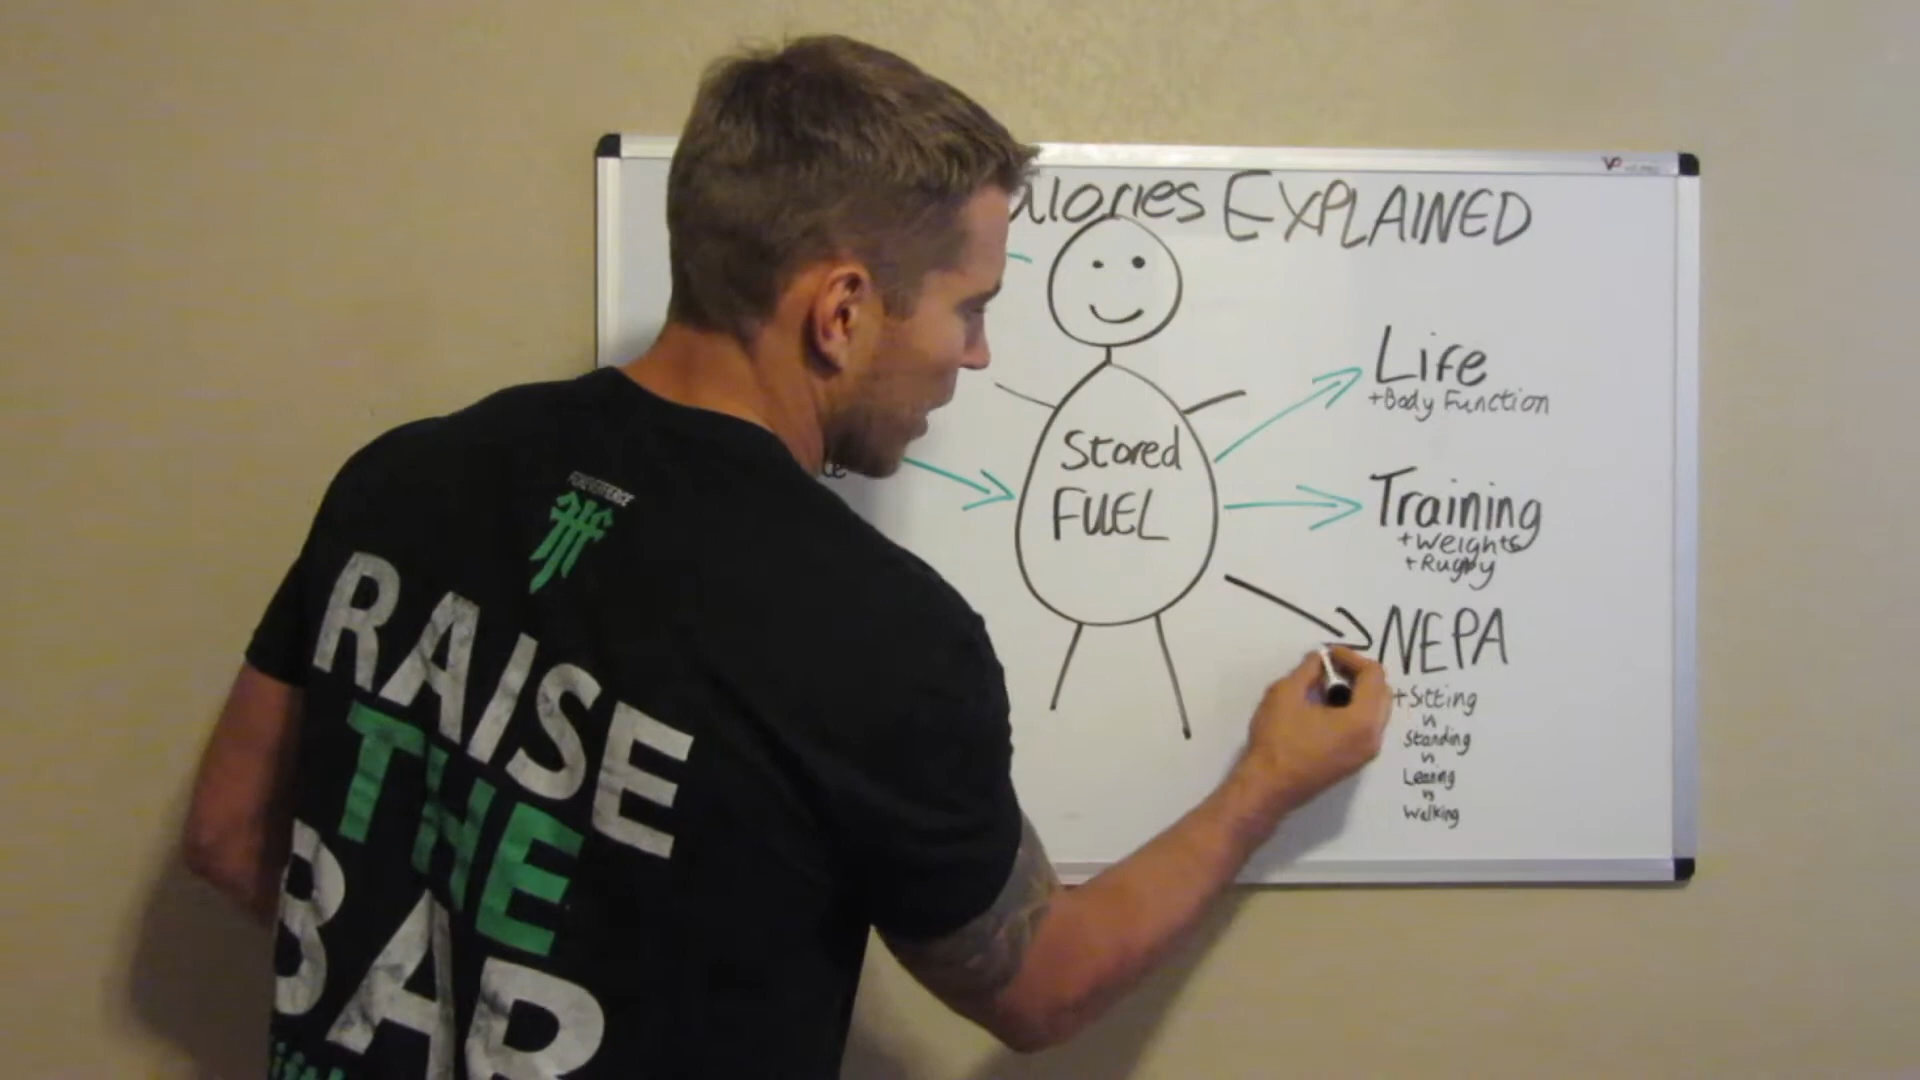 alories EXPLAINED
Stored
FUEL
Life
+Body Function
Training
+Weights
+Rugby
NEPA
+Sitting
vs
Standing
vs
Leaning
vs
Walking
FOREVERFIERCE
RAISE
THE
BAR